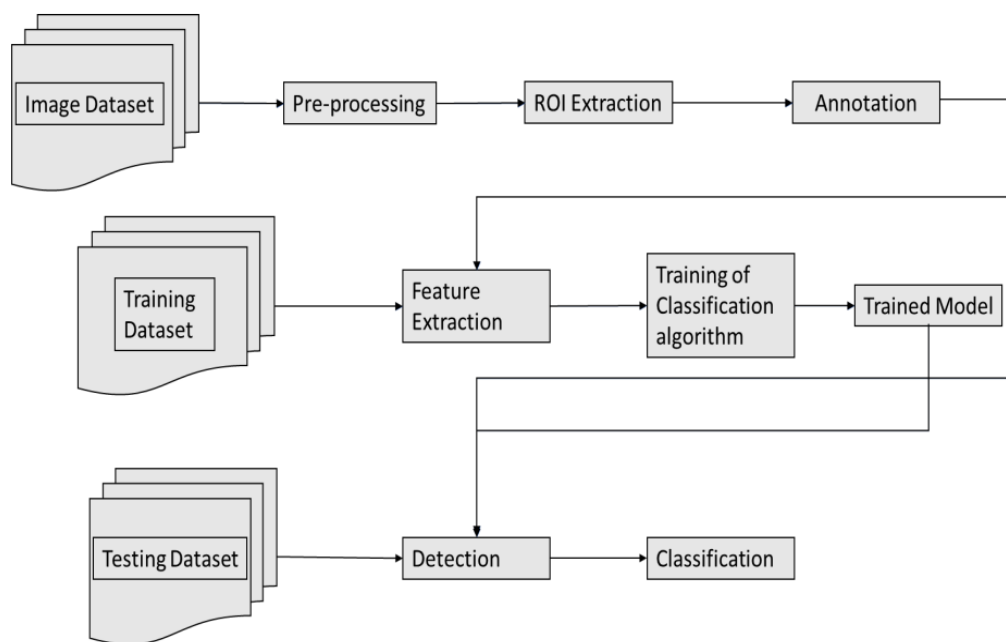 Image Dataset
Pre-processing
ROI Extraction
Annotation
Training
Dataset
Feature
Extraction
Training of
Classification
algorithm
Trained Model
Testing Dataset
Detection
Classification